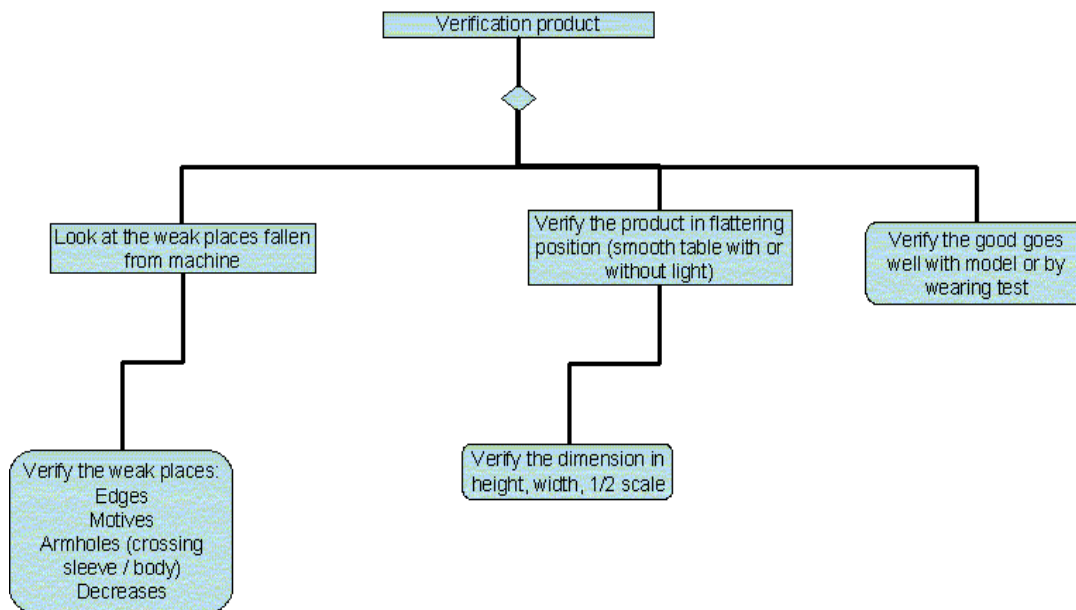 Verification product
Look at the weak places fallen
from machine
Verify the product in flattering
position (smooth table with or
without light)
Verify the good goes
well with model or by
wearing test
Verify the weak places:
Edges
Motives
Armholes (crossing
sleeve / body)
Decreases
Verify the dimension in
height, width, 1/2 scale